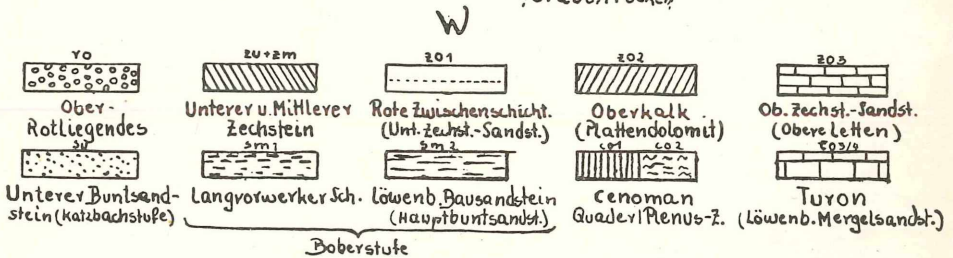 W
ro
zu+zm
zo1
zo2
zo3
Ober-
Rotliegendes
Unterer u. Mittlerer
Zechstein
Rote Zwischenschicht.
(Unt. Zechst.-Sandst.)
Oberkalk
(Plattendolomit)
Ob. Zechst.-Sandst.
(Obere Letten)
su
sm1
sm2
co1
co2
co3/4
Unterer Buntsand-
stein (Katzbachstufe)
Langvorwerker Sch.
Löwenb. Bausandstein
(Hauptbuntsandst.)
Cenoman
Quader/Plenus-Z.
Turon
(Löwenb. Mergelsandst.)
Boberstufe